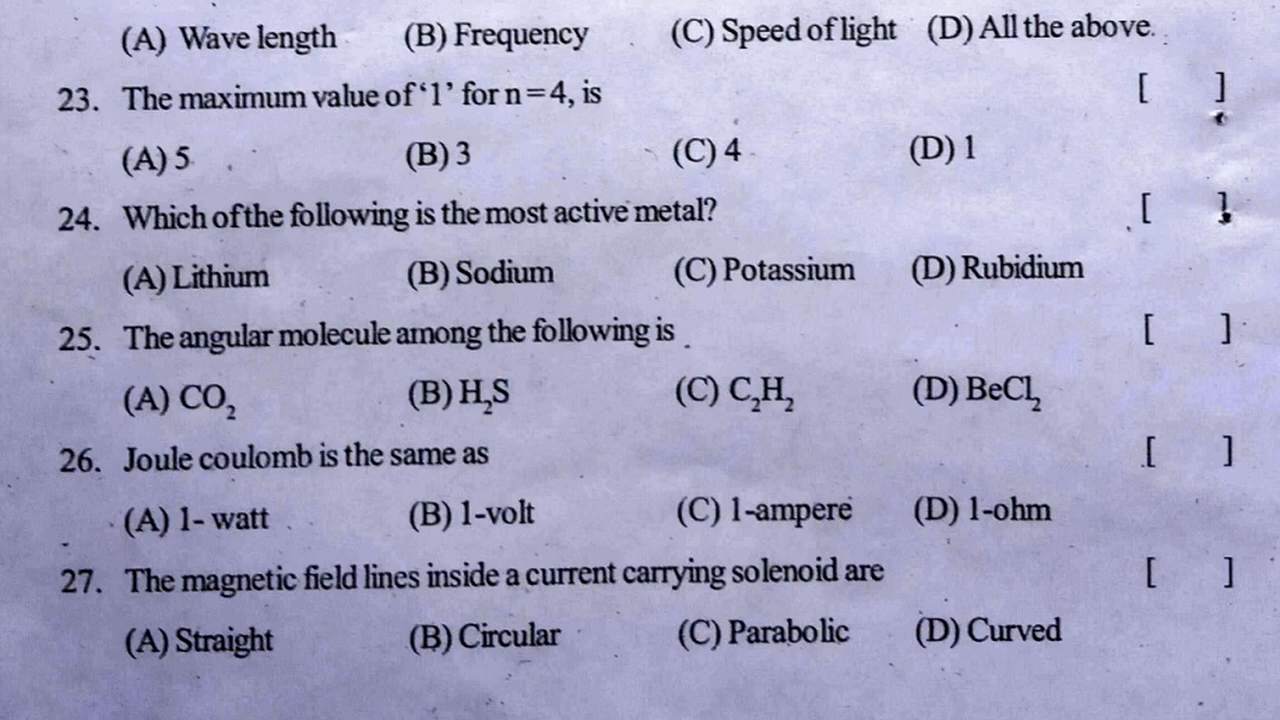 (A) Wave length (B) Frequency (C) Speed of light (D) All the above.
23. The maximum value of '1' for n=4, is [ ]
(A) 5 (B) 3 (C) 4 (D) 1
24. Which of the following is the most active metal? [ ]
(A) Lithium (B) Sodium (C) Potassium (D) Rubidium
25. The angular molecule among the following is [ ]
(A) CO₂ (B) H₂S (C) C₂H₂ (D) BeCl₂
26. Joule coulomb is the same as [ ]
(A) 1- watt (B) 1-volt (C) 1-ampere (D) 1-ohm
27. The magnetic field lines inside a current carrying solenoid are [ ]
(A) Straight (B) Circular (C) Parabolic (D) Curved